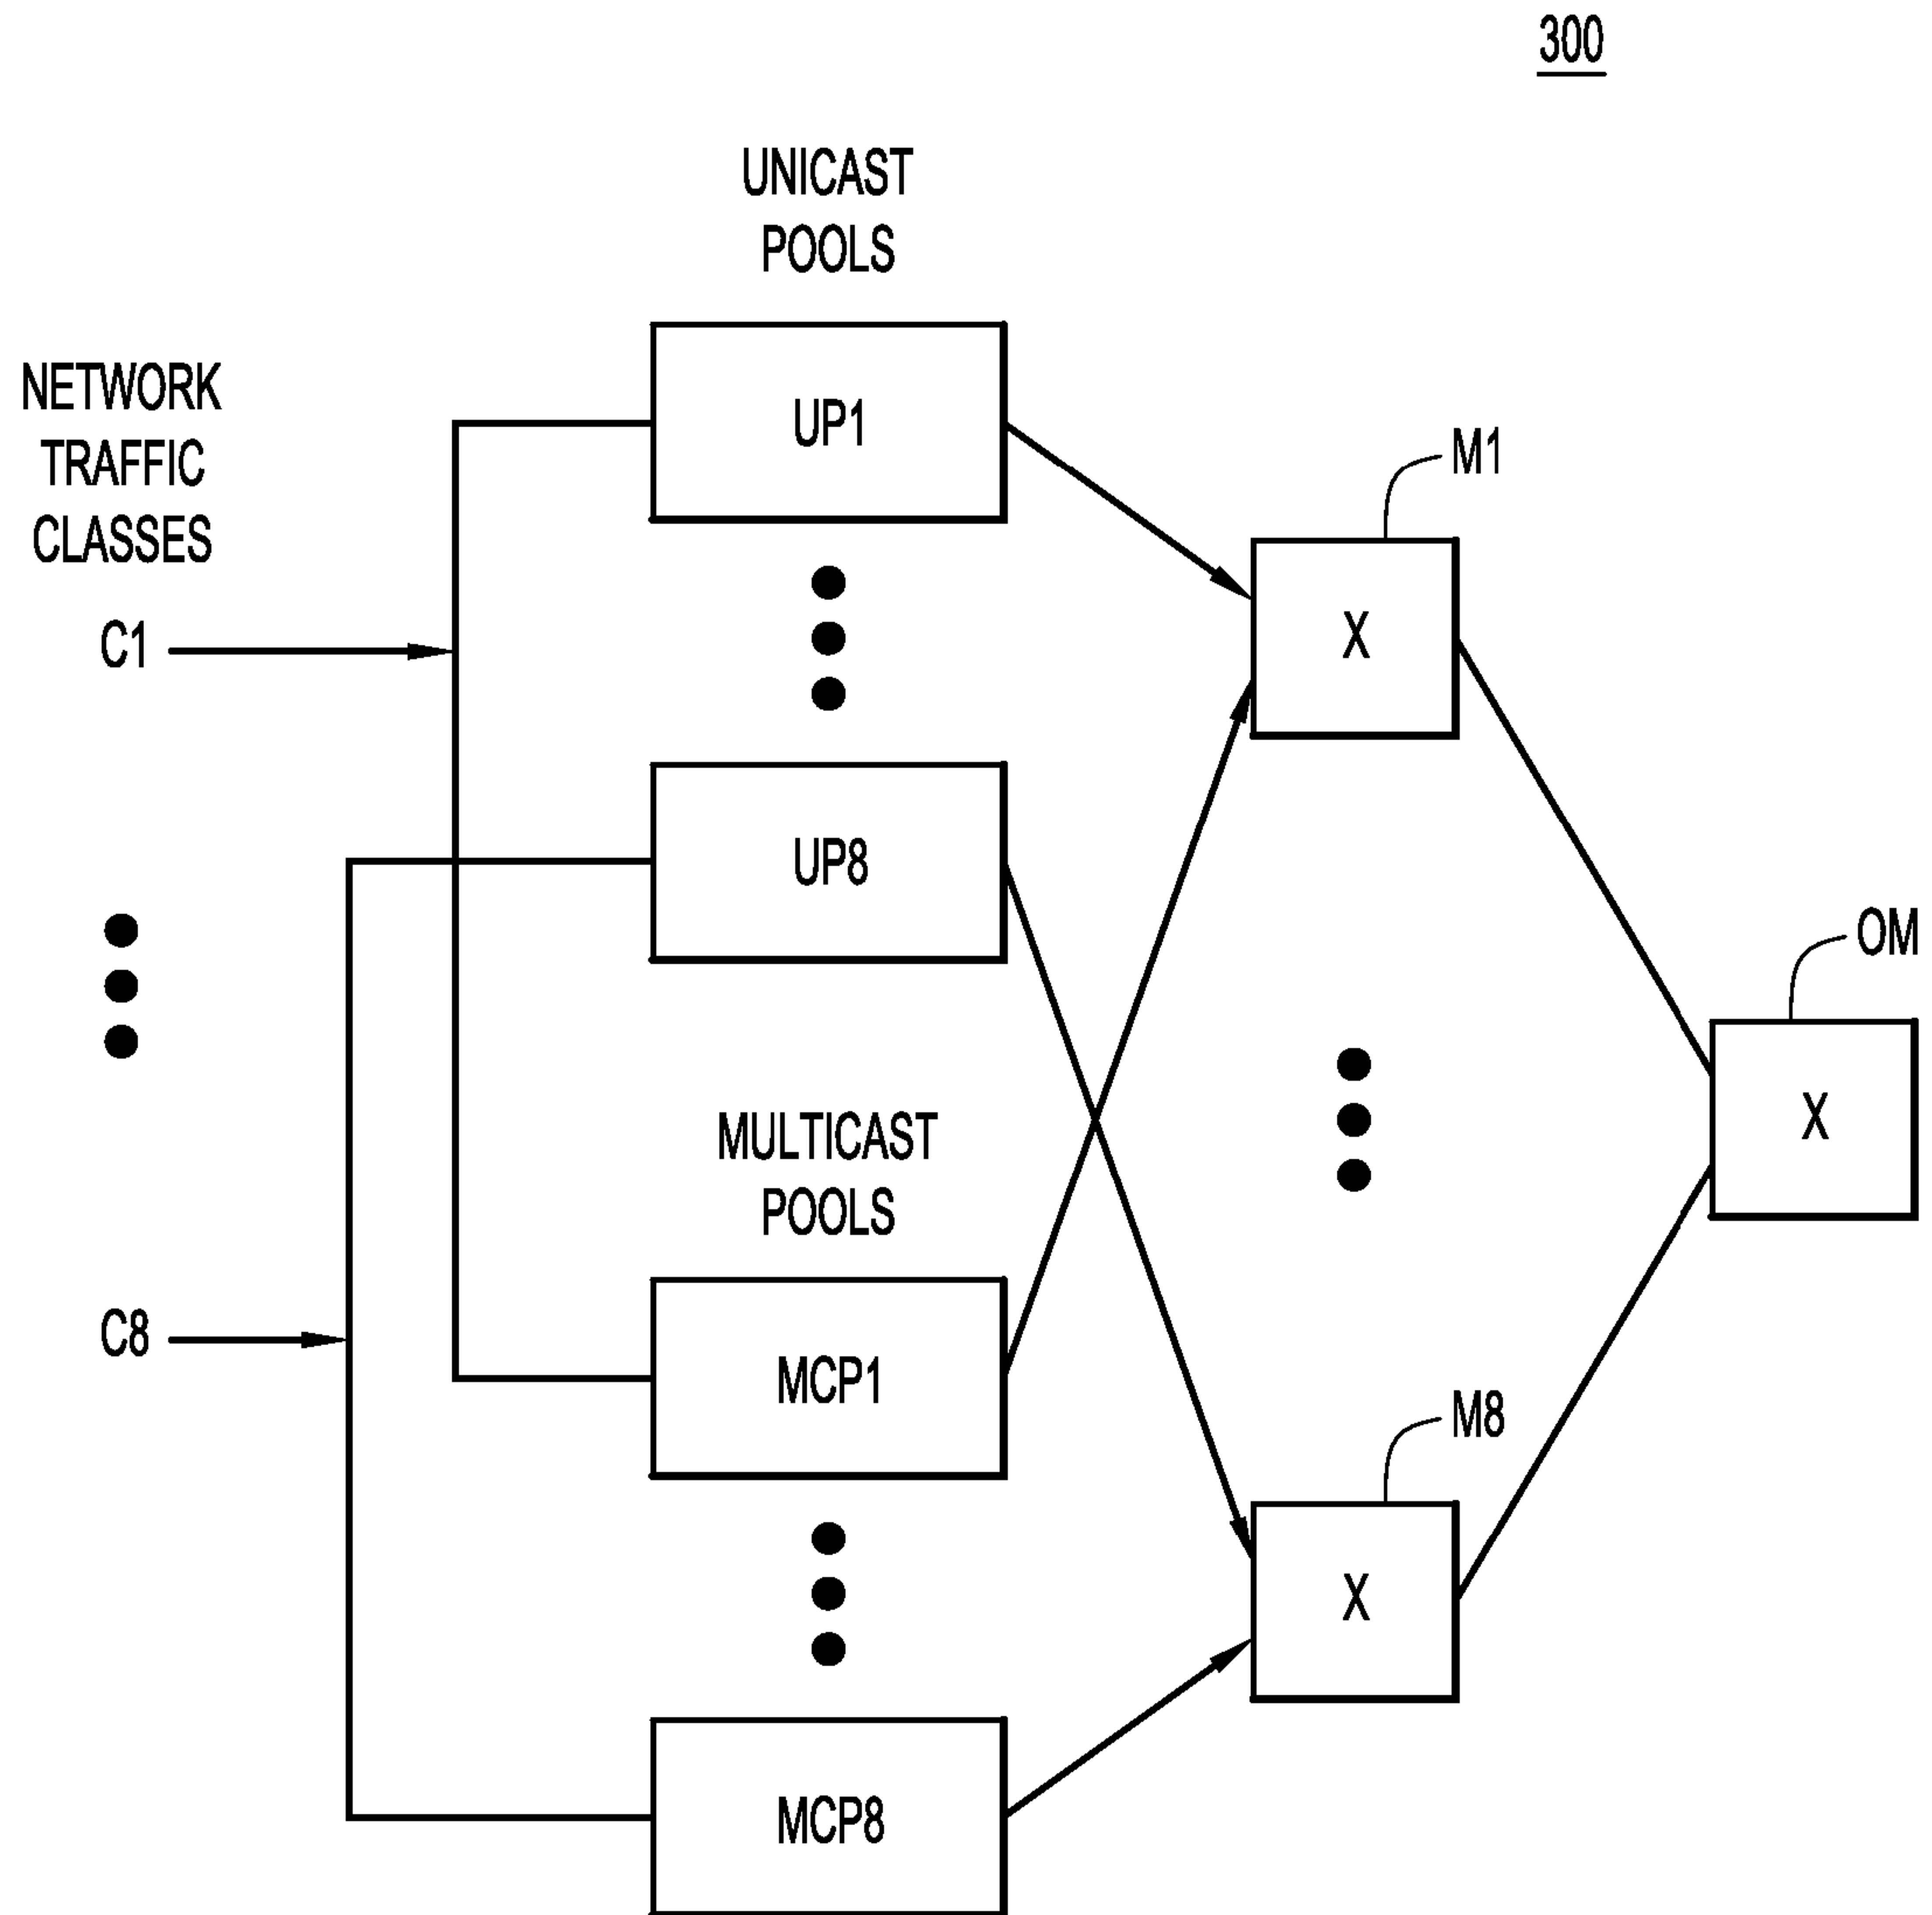 300
UNICAST
POOLS
NETWORK
TRAFFIC
CLASSES
UP1
M1
X
C1
UP8
OM
X
MULTICAST
POOLS
C8
MCP1
M8
X
MCP8